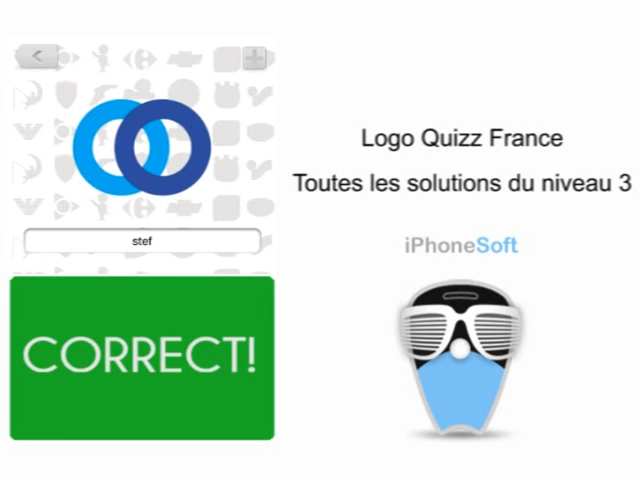 stef
CORRECT!
Logo Quizz France
Toutes les solutions du niveau 3
iPhoneSoft